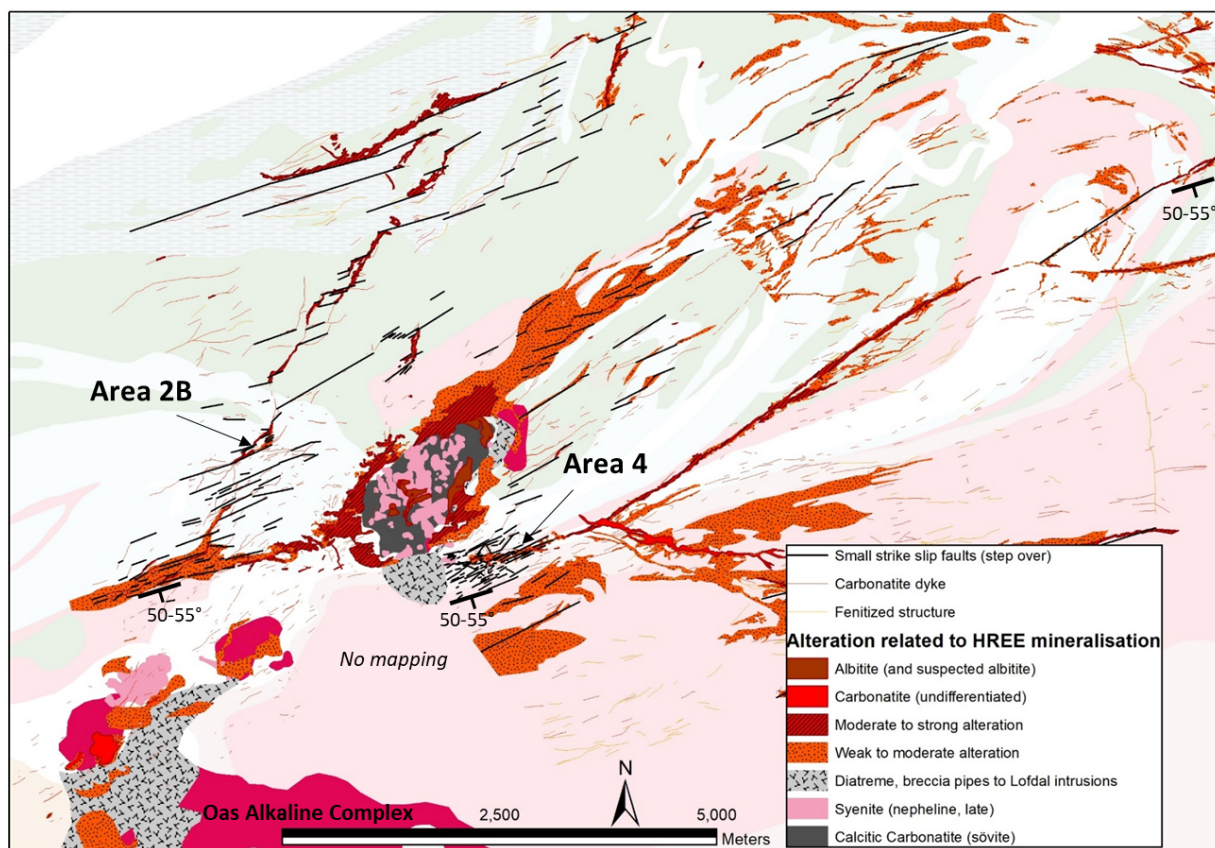 50-55°
Area 2B
Area 4
50-55°
50-55°
No mapping
Oas Alkaline Complex
N
2,500
5,000
Meters
Small strike slip faults (step over)
Carbonatite dyke
Fenitized structure
Alteration related to HREE mineralisation
Albitite (and suspected albitite)
Carbonatite (undifferentiated)
Moderate to strong alteration
Weak to moderate alteration
Diatreme, breccia pipes to Lofdal intrusions
Syenite (nepheline, late)
Calcitic Carbonatite (sövite)